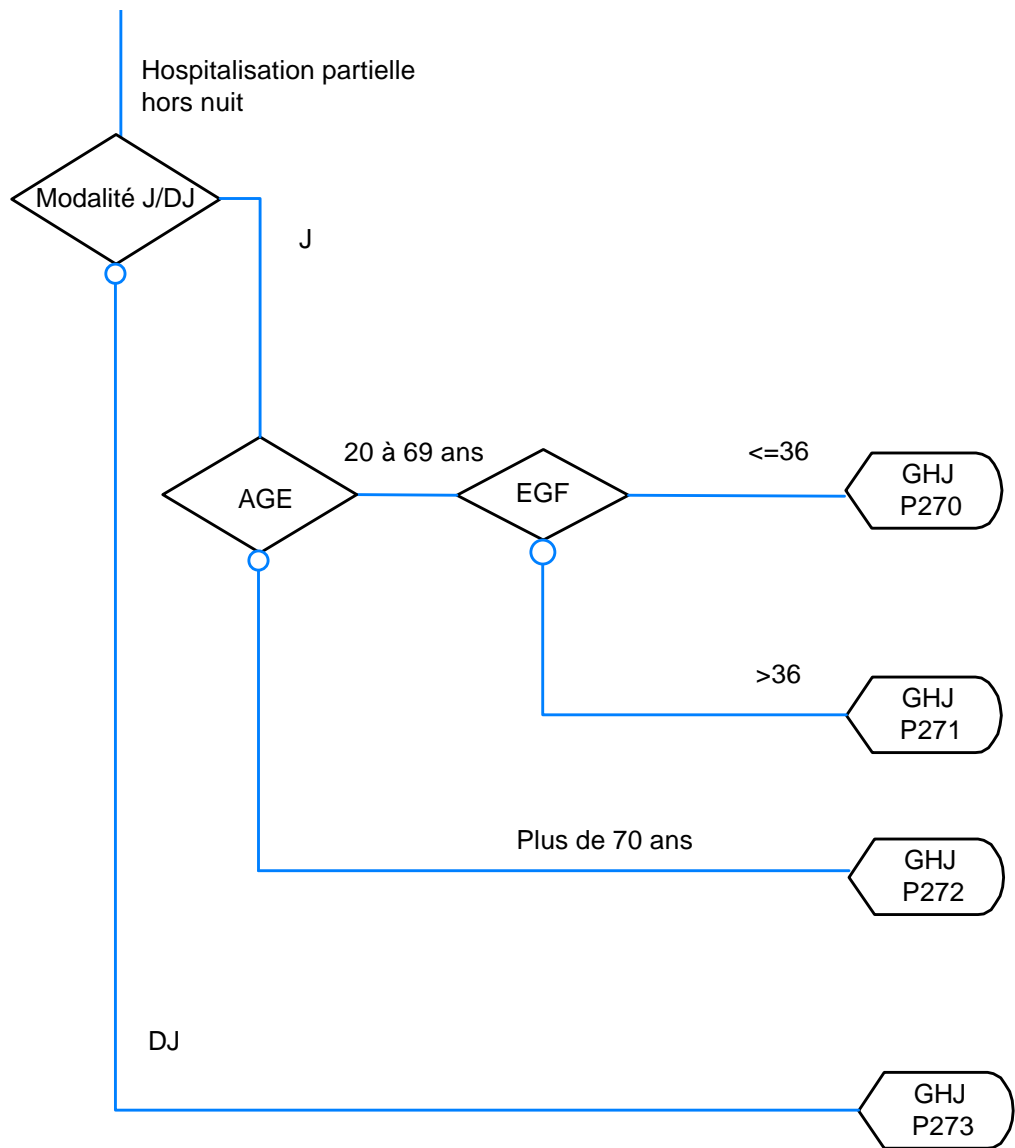 Hospitalisation partielle
hors nuit
Modalité J/DJ
J
20 à 69 ans
<=36
AGE
EGF
GHJ
P270
>36
GHJ
P271
Plus de 70 ans
GHJ
P272
DJ
GHJ
P273